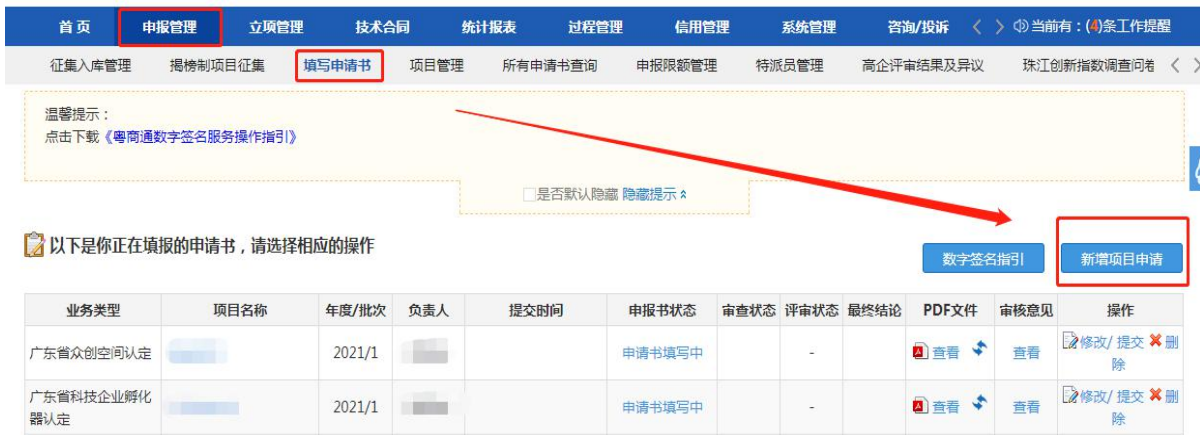 首页 申报管理 立项管理 技术合同 统计报表 过程管理 信用管理 系统管理 咨询/投诉 当前有：(4)条工作提醒
征集入库管理 揭榜制项目征集 填写申请书 项目管理 所有申请书查询 申报限额管理 特派员管理 高企评审结果及异议 珠江创新指数调查问卷
温馨提示：
点击下载《粤商通数字签名服务操作指引》
是否默认隐藏 隐藏提示
以下是你正在填报的申请书，请选择相应的操作
数字签名指引 新增项目申请
业务类型 项目名称 年度/批次 负责人 提交时间 申报书状态 审查状态 评审状态 最终结论 PDF文件 审核意见 操作
广东省众创空间认定 2021/1 申请书填写中 - 查看 查看 修改/ 提交 删
除
广东省科技企业孵化
器认定 2021/1 申请书填写中 - 查看 查看 修改/ 提交 删
除